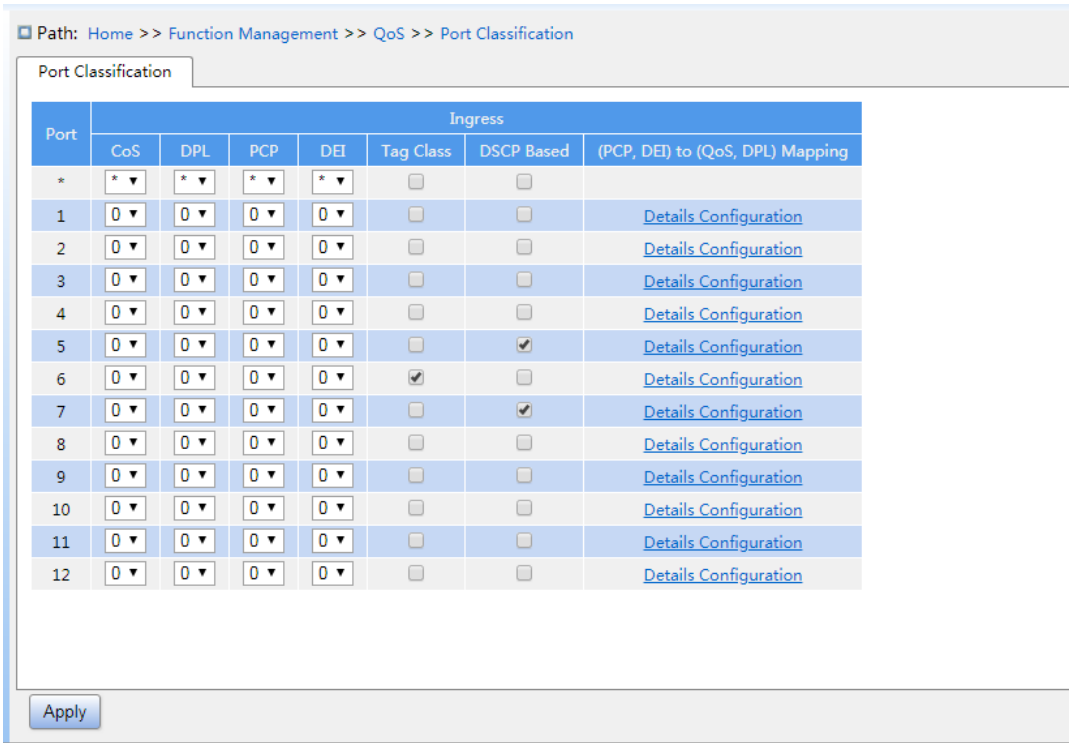 Path: Home >> Function Management >> QoS >> Port Classification
Port Classification
Port Ingress
CoS DPL PCP DEI Tag Class DSCP Based (PCP, DEI) to (QoS, DPL) Mapping
* * * * *
1 0 0 0 0 Details Configuration
2 0 0 0 0 Details Configuration
3 0 0 0 0 Details Configuration
4 0 0 0 0 Details Configuration
5 0 0 0 0 Details Configuration
6 0 0 0 0 Details Configuration
7 0 0 0 0 Details Configuration
8 0 0 0 0 Details Configuration
9 0 0 0 0 Details Configuration
10 0 0 0 0 Details Configuration
11 0 0 0 0 Details Configuration
12 0 0 0 0 Details Configuration
Apply